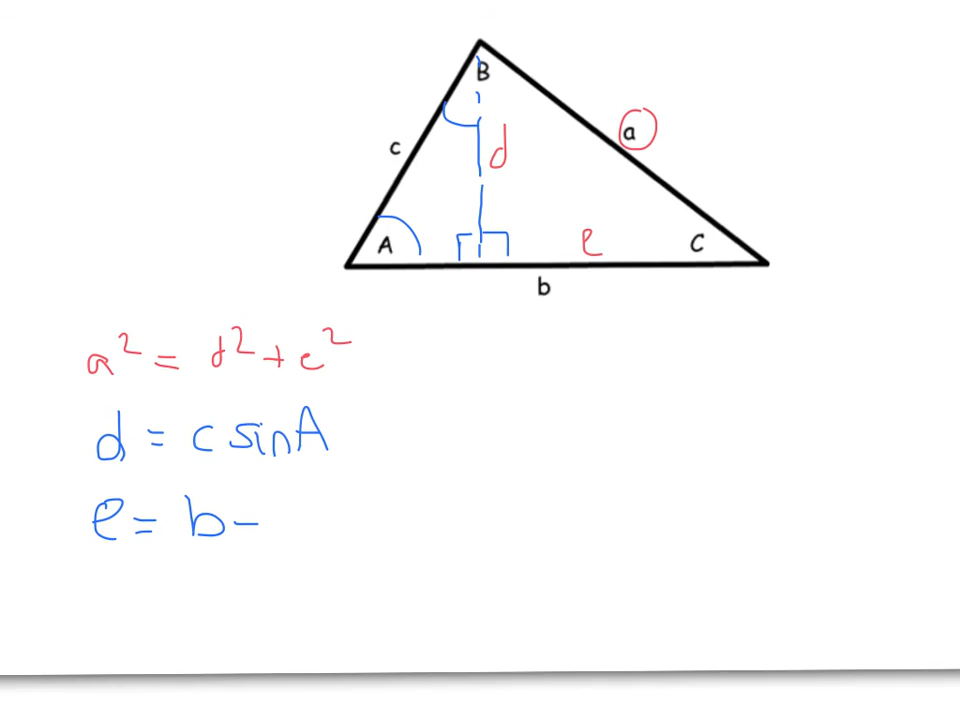 B
c
d
a
A
e
C
b
a² = d² + e²
d = c sinA
e = b -